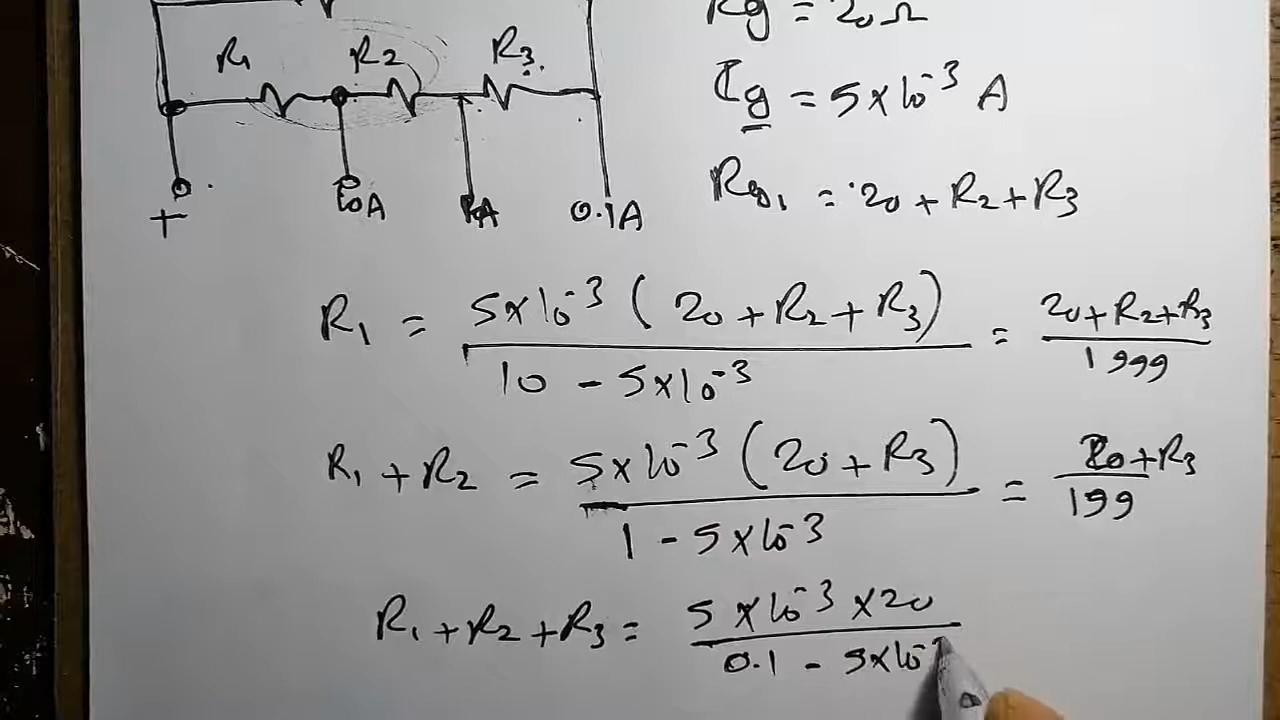 Rg = 20 Ω
R1 R2 R3
Ig = 5×10⁻³ A
+ 10A 1A 0.1A
Rg1 = 20 + R2 + R3
R1 = 5×10⁻³ ( 20 + R2 + R3 ) / 10 - 5×10⁻³ = 20 + R2 + R3 / 1999
R1 + R2 = 5×10⁻³ ( 20 + R3 ) / 1 - 5×10⁻³ = 20 + R3 / 199
R1 + R2 + R3 = 5×10⁻³ × 20 / 0.1 - 5×10⁻